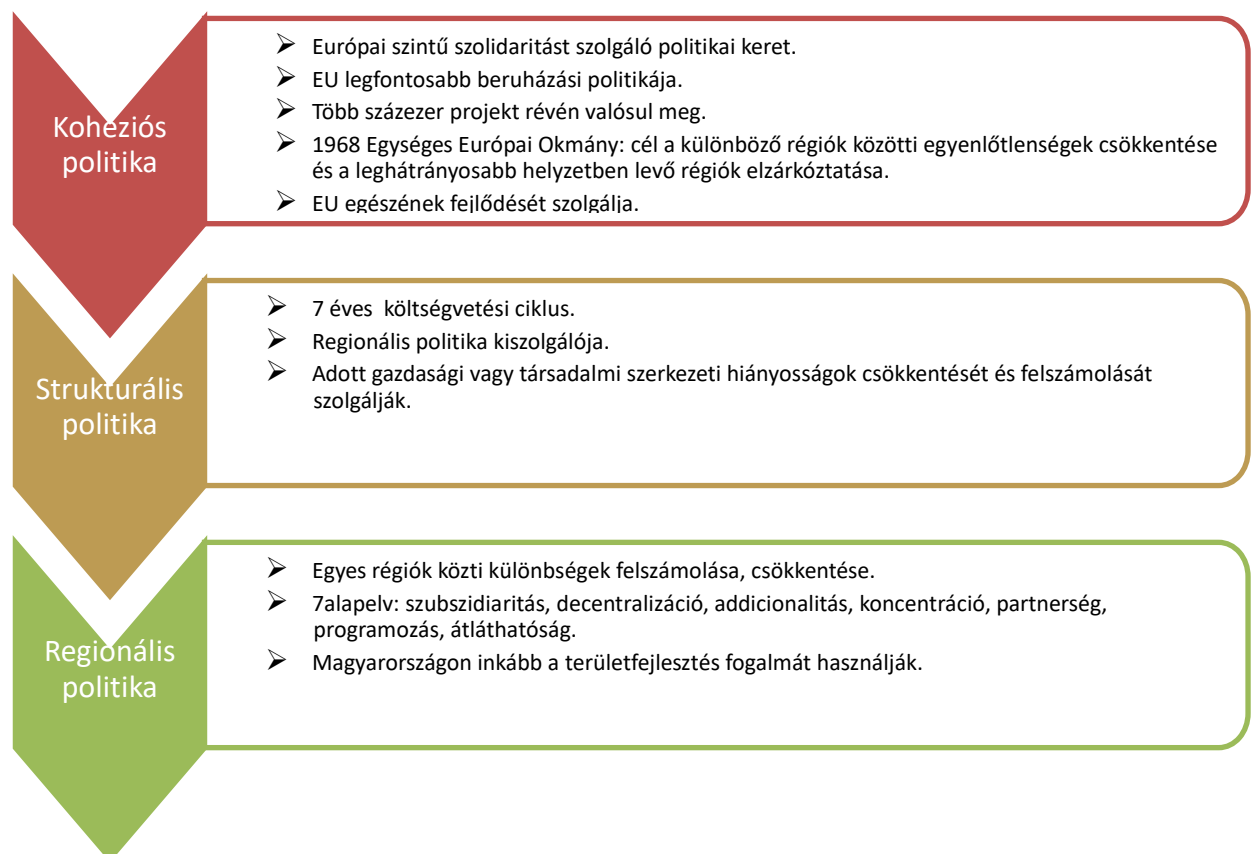 Kohéziós
politika
➢ Európai szintű szolidaritást szolgáló politikai keret.
➢ EU legfontosabb beruházási politikája.
➢ Több százezer projekt révén valósul meg.
➢ 1968 Egységes Európai Okmány: cél a különböző régiók közötti egyenlőtlenségek csökkentése
és a leghátrányosabb helyzetben levő régiók elzárkóztatása.
➢ EU egészének fejlődését szolgálja.
Strukturális
politika
➢ 7 éves  költségvetési ciklus.
➢ Regionális politika kiszolgálója.
➢ Adott gazdasági vagy társadalmi szerkezeti hiányosságok csökkentését és felszámolását
szolgálják.
Regionális
politika
➢ Egyes régiók közti különbségek felszámolása, csökkentése.
➢ 7alapelv: szubszidiaritás, decentralizáció, addicionalitás, koncentráció, partnerség,
programozás, átláthatóság.
➢ Magyarországon inkább a területfejlesztés fogalmát használják.